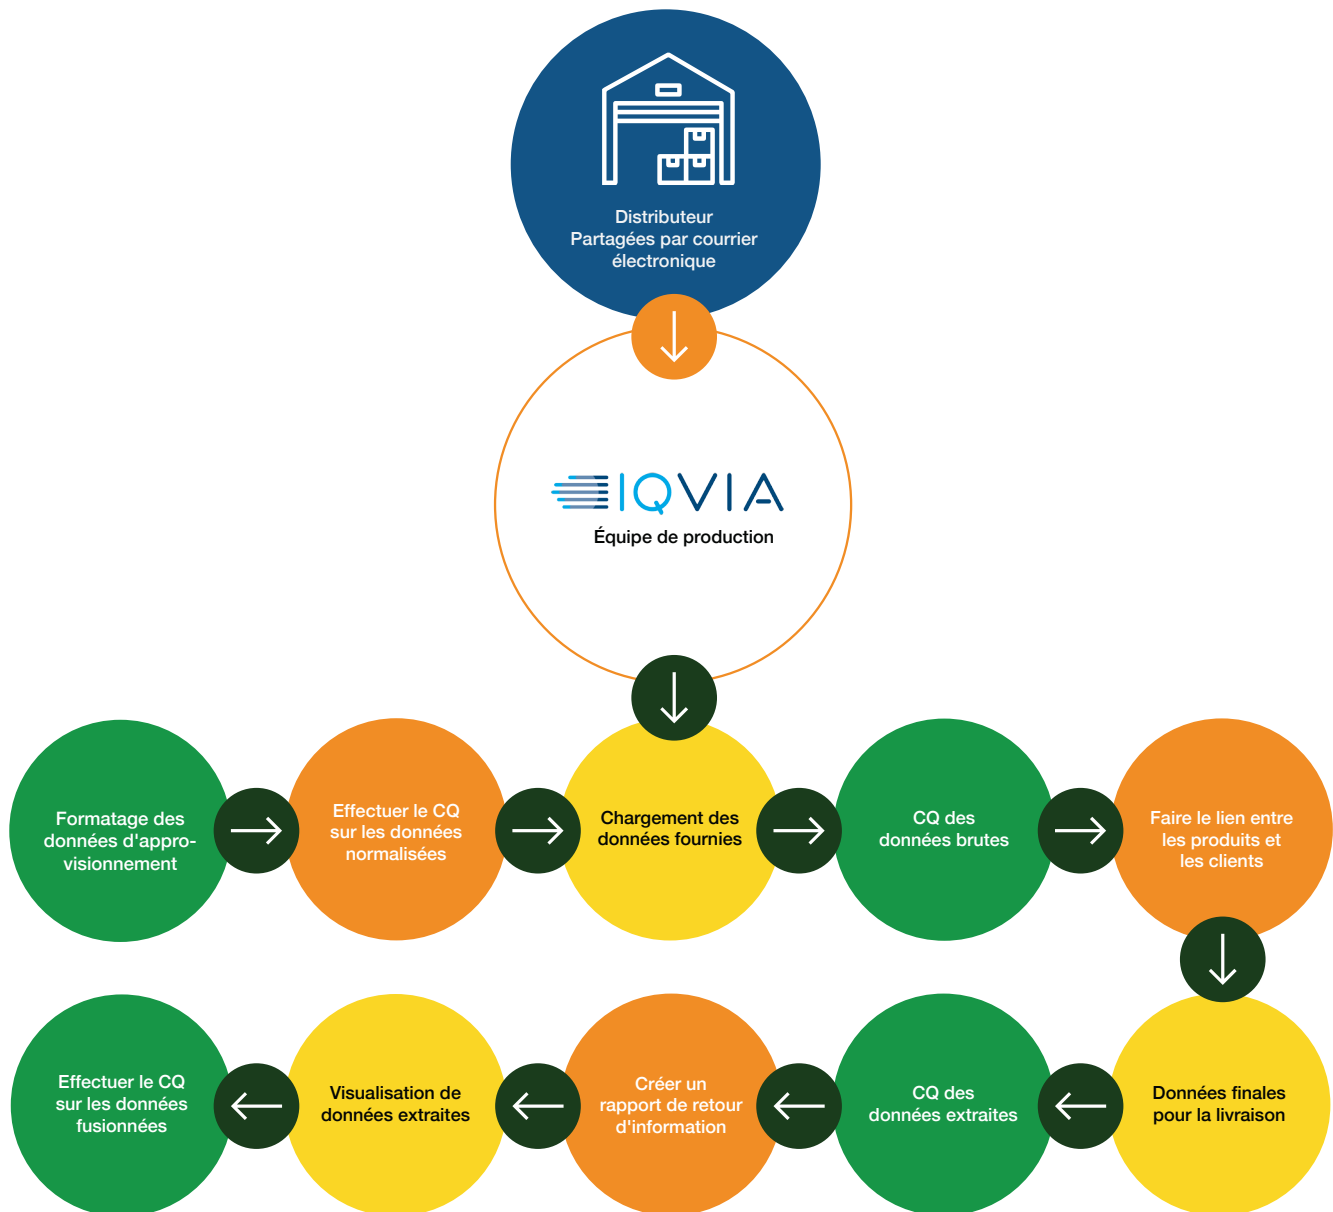 Distributeur
Partagées par courrier
électronique
IQVIA
Équipe de production
Formatage des
données d'appro-
visionnement
Effectuer le CQ
sur les données
normalisées
Chargement des
données fournies
CQ des
données brutes
Faire le lien entre
les produits et
les clients
Effectuer le CQ
sur les données
fusionnées
Visualisation de
données extraites
Créer un
rapport de retour
d'information
CQ des
données extraites
Données finales
pour la livraison